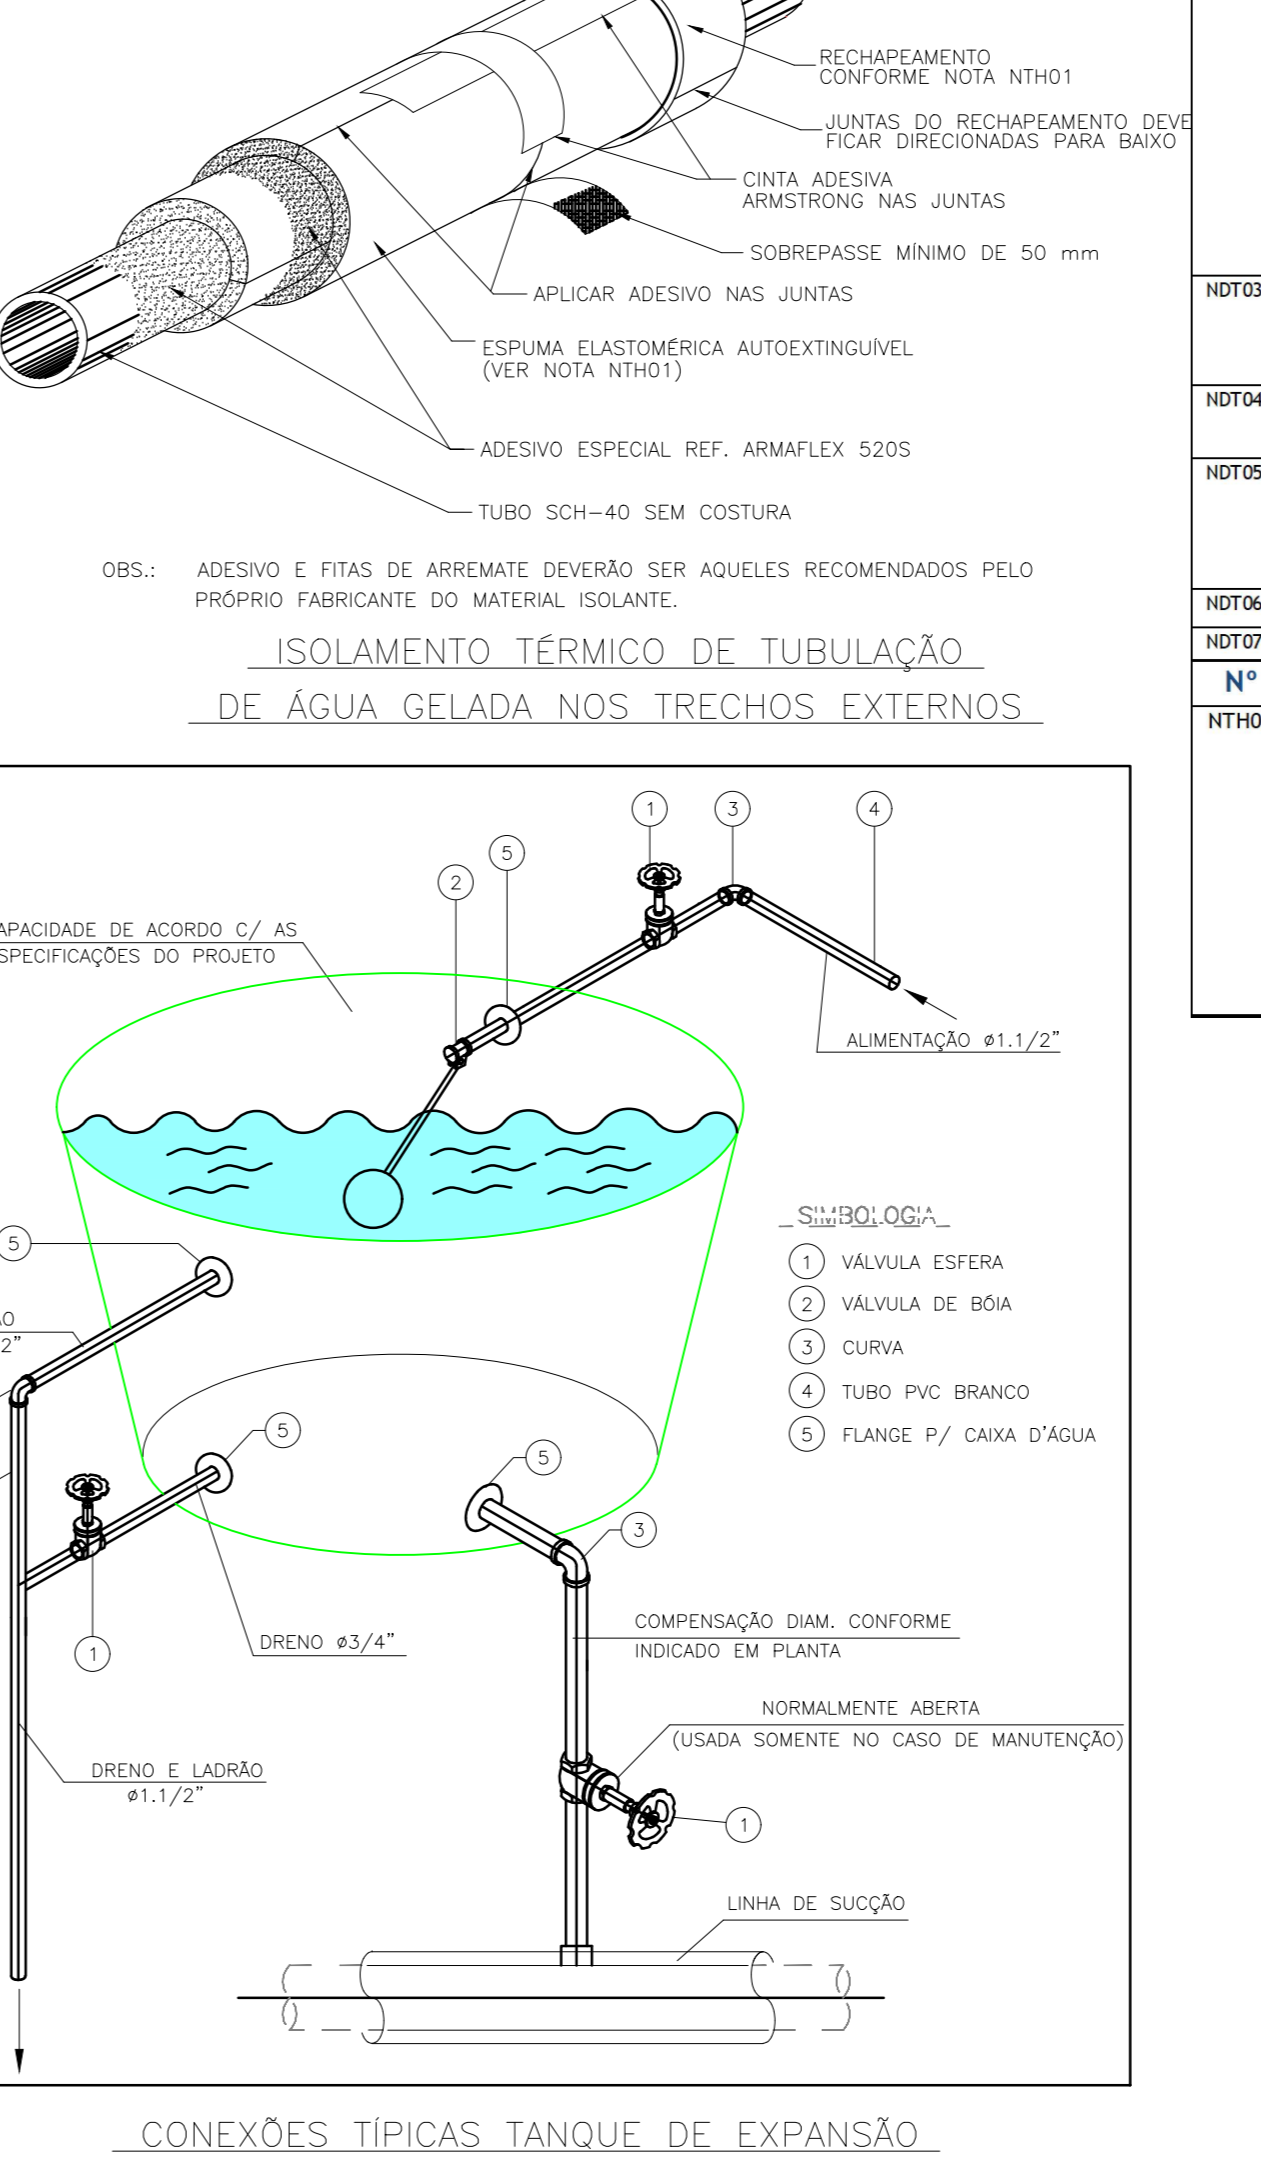 RECHAPEAMENTO
CONFORME NOTA NTH01
JUNTAS DO RECHAPEAMENTO DEVE
FICAR DIRECIONADAS PARA BAIXO
CINTA ADESIVA
ARMSTRONG NAS JUNTAS
SOBREPASSE MÍNIMO DE 50 mm
APLICAR ADESIVO NAS JUNTAS
ESPUMA ELASTOMÉRICA AUTOEXTINGUÍVEL
(VER NOTA NTH01)
ADESIVO ESPECIAL REF. ARMAFLEX 520S
TUBO SCH-40 SEM COSTURA
OBS.: ADESIVO E FITAS DE ARREMATE DEVERÃO SER AQUELES RECOMENDADOS PELO
PRÓPRIO FABRICANTE DO MATERIAL ISOLANTE.
ISOLAMENTO TÉRMICO DE TUBULAÇÃO
DE ÁGUA GELADA NOS TRECHOS EXTERNOS
NDT03
NDT04
NDT05
NDT06
NDT07
Nº
NTH0
1
3
4
5
2
APACIDADE DE ACORDO C/ AS
SPECIFICAÇÕES DO PROJETO
ALIMENTAÇÃO ø1.1/2"
5
ÃO
2"
SIMBOLOGIA
1 VÁLVULA ESFERA
2 VÁLVULA DE BÓIA
3 CURVA
4 TUBO PVC BRANCO
5 FLANGE P/ CAIXA D'ÁGUA
5
5
3
1
DRENO ø3/4"
COMPENSAÇÃO DIAM. CONFORME
INDICADO EM PLANTA
NORMALMENTE ABERTA
(USADA SOMENTE NO CASO DE MANUTENÇÃO)
DRENO E LADRÃO
ø1.1/2"
1
LINHA DE SUCÇÃO
CONEXÕES TÍPICAS TANQUE DE EXPANSÃO